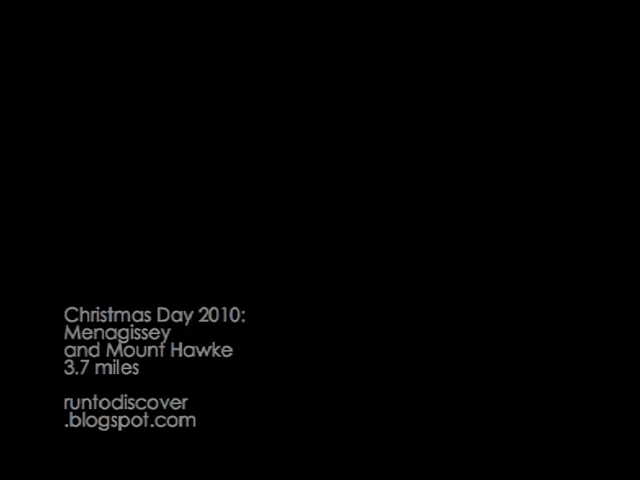 Christmas Day 2010:
Menagissey
and Mount Hawke
3.7 miles
runtodiscover
.blogspot.com